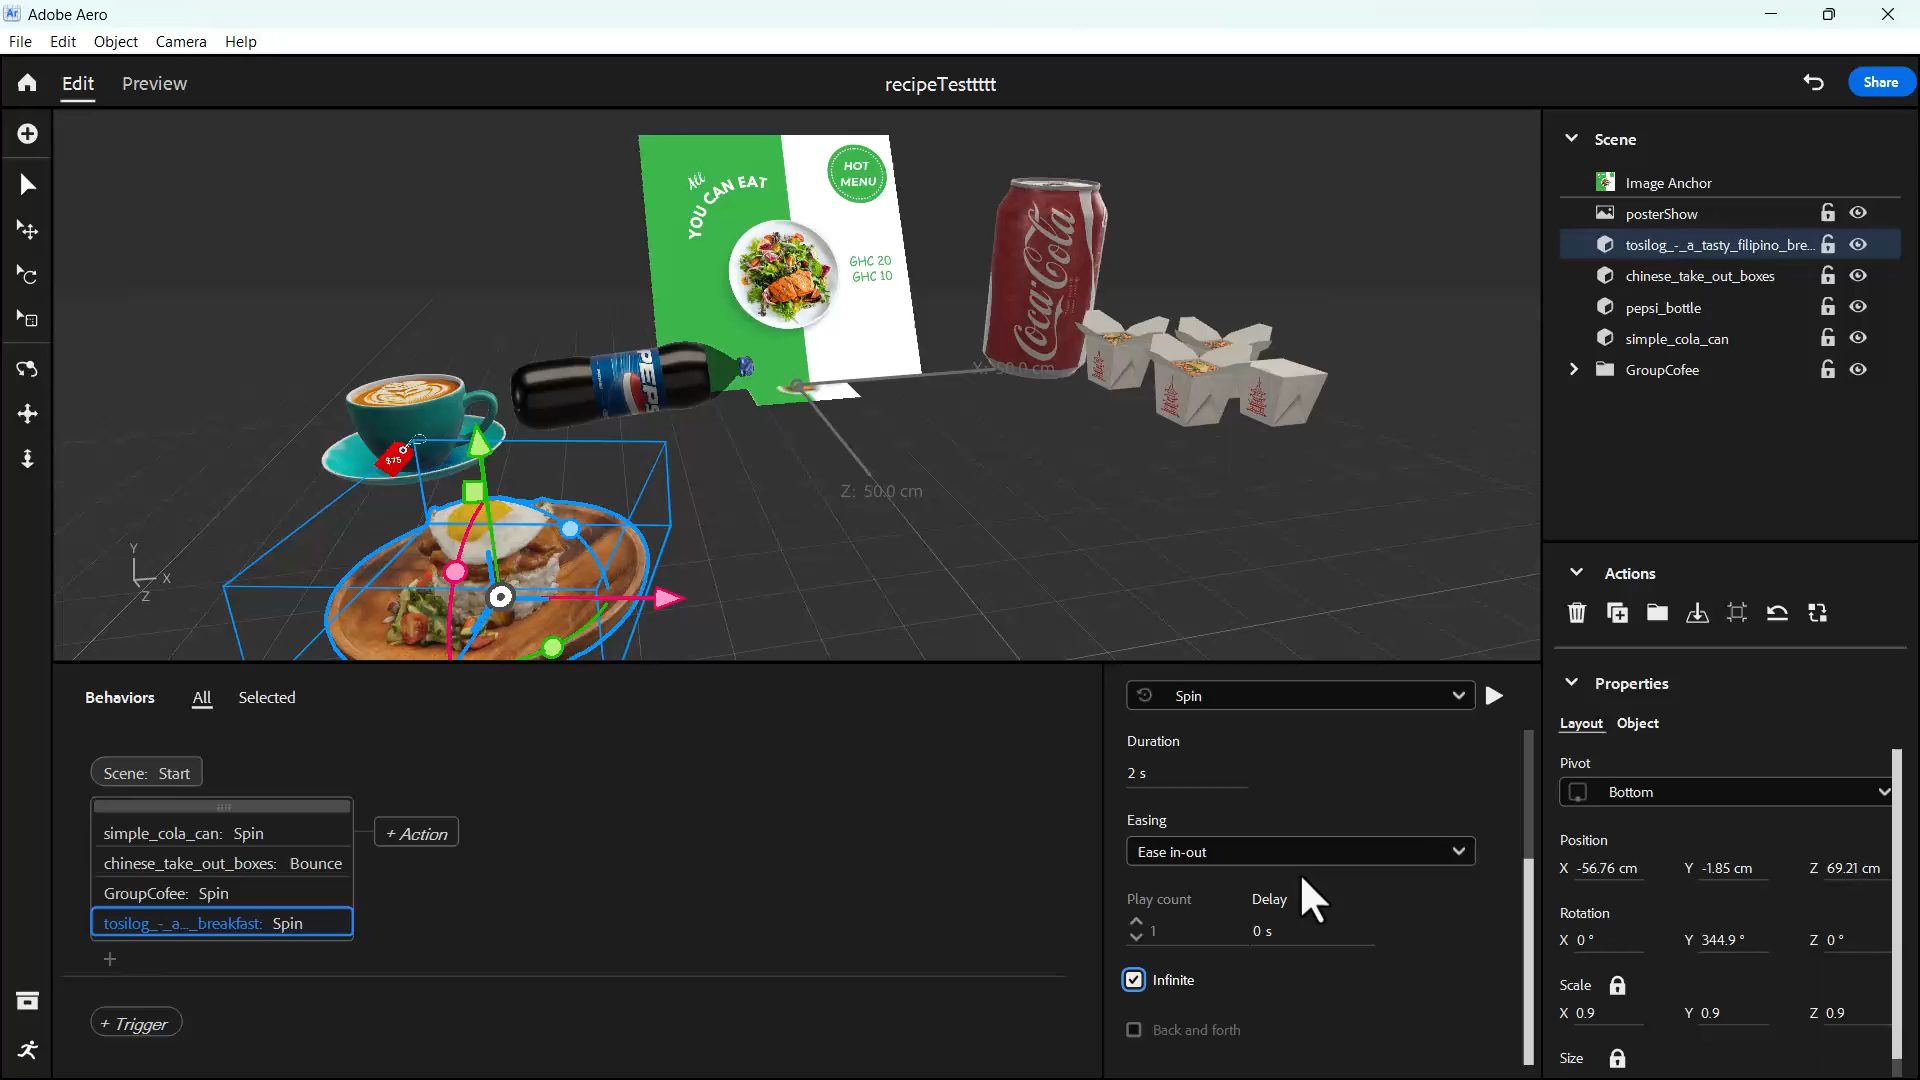 Ar Adobe Aero
File Edit Object Camera Help
Edit Preview recipeTesttttt Share
All
YOU CAN EAT
HOT
MENU
GHC 20
GHC 10
Coca-Cola
PEPSI
$75
X: 50.0 cm
Z: 50.0 cm
Y
X
Z
Scene
Image Anchor
posterShow
tosilog_-_a_tasty_filipino_bre...
chinese_take_out_boxes
pepsi_bottle
simple_cola_can
GroupCofee
Actions
Properties
Layout Object
Pivot
Bottom
Position
X -56.76 cm Y -1.85 cm Z 69.21 cm
Rotation
X 0° Y 344.9° Z 0°
Scale
X 0.9 Y 0.9 Z 0.9
Size
Behaviors All Selected
Scene: Start
simple_cola_can: Spin
+ Action
chinese_take_out_boxes: Bounce
GroupCofee: Spin
tosilog_-_a..._breakfast: Spin
+
+ Trigger
Spin
Duration
2 s
Easing
Ease in-out
Play count Delay
1 0 s
Infinite
Back and forth